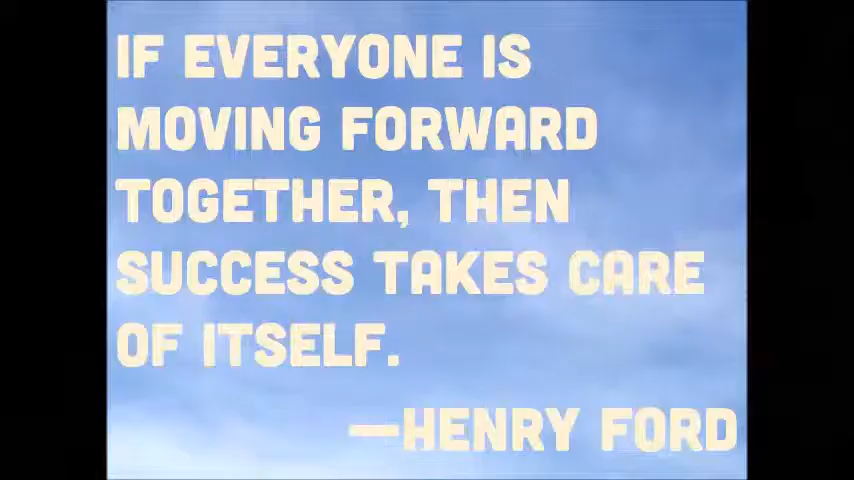 IF EVERYONE IS
MOVING FORWARD
TOGETHER, THEN
SUCCESS TAKES CARE
OF ITSELF.
—HENRY FORD